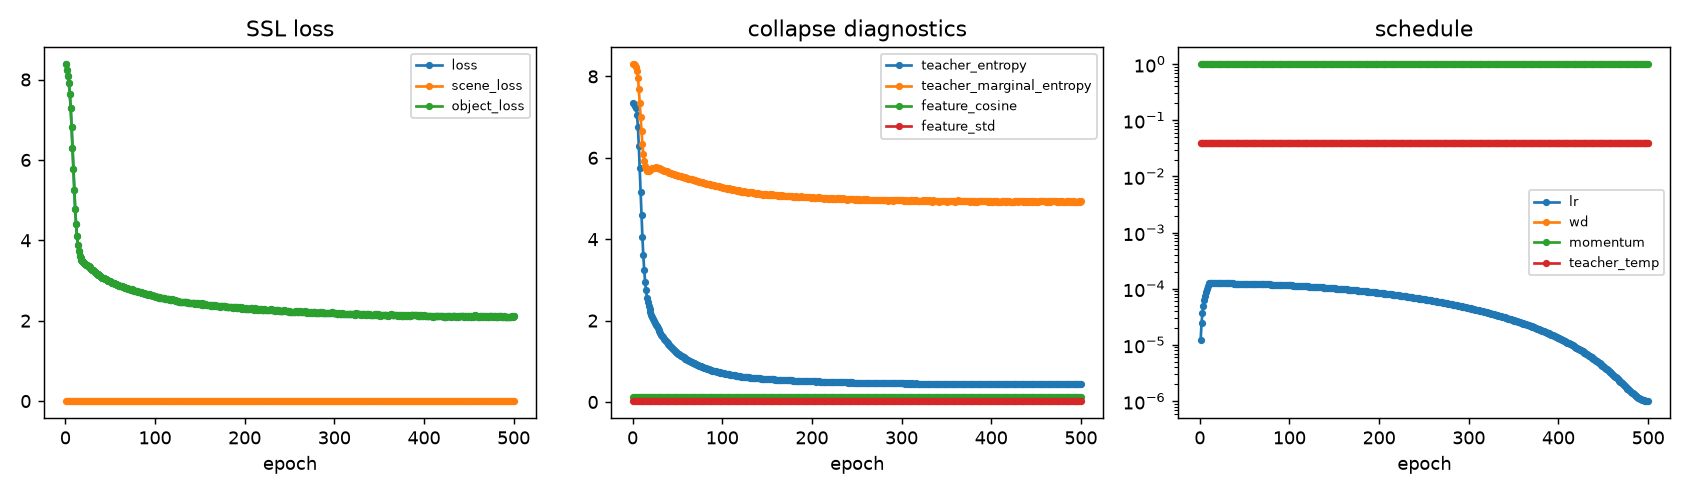 SSL loss
loss
scene_loss
object_loss
8
6
4
2
0
0 100 200 300 400 500
epoch
collapse diagnostics
teacher_entropy
teacher_marginal_entropy
feature_cosine
feature_std
8
6
4
2
0
0 100 200 300 400 500
epoch
schedule
lr
wd
momentum
teacher_temp
10⁰
10⁻¹
10⁻²
10⁻³
10⁻⁴
10⁻⁵
10⁻⁶
0 100 200 300 400 500
epoch